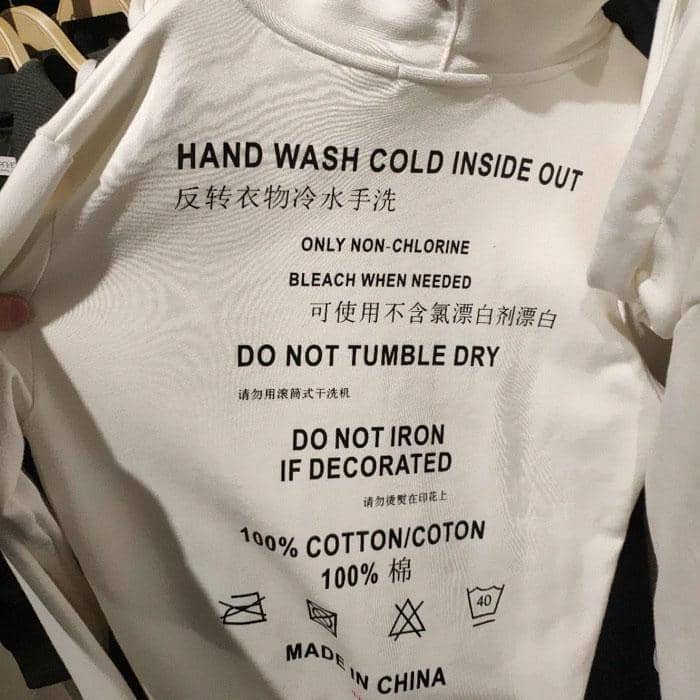 HAND WASH COLD INSIDE OUT
反转衣物冷水手洗
ONLY NON-CHLORINE
BLEACH WHEN NEEDED
可使用不含氯漂白剂漂白
DO NOT TUMBLE DRY
请勿用滚筒式干洗机
DO NOT IRON
IF DECORATED
请勿烫熨在印花上
100% COTTON/COTON
100% 棉
40
MADE IN CHINA